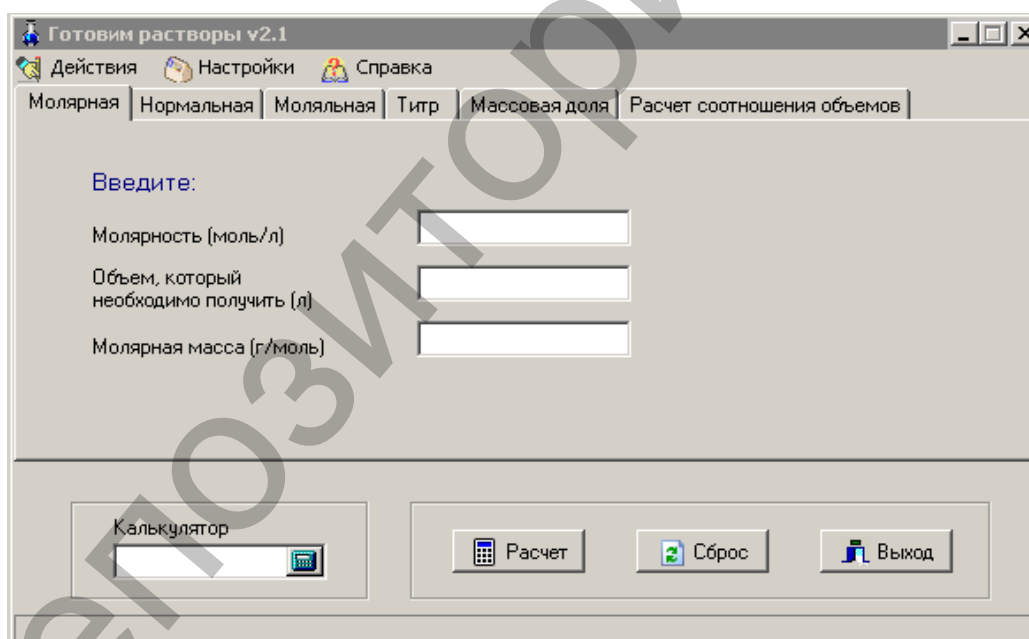 Готовим растворы v2.1
Действия Настройки Справка
Молярная Нормальная Моляльная Титр Массовая доля Расчет соотношения объемов
Введите:
Молярность (моль/л)
Объем, который
необходимо получить (л)
Молярная масса (г/моль)
Калькулятор
Расчет Сброс Выход